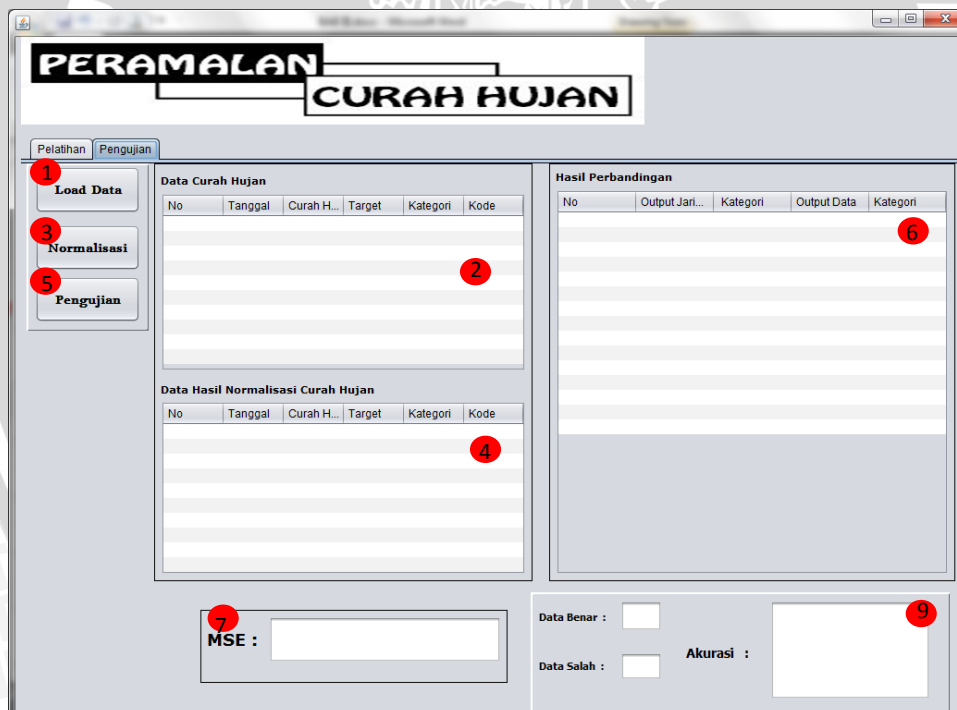 PERAMALAN
CURAH HUJAN
Pelatihan Pengujian
1
Load Data
3
Normalisasi
5
Pengujian
Data Curah Hujan
No Tanggal Curah H... Target Kategori Kode
2
Data Hasil Normalisasi Curah Hujan
No Tanggal Curah H... Target Kategori Kode
4
Hasil Perbandingan
No Output Jari... Kategori Output Data Kategori
6
7
MSE :
Data Benar :
Data Salah :
Akurasi :
9